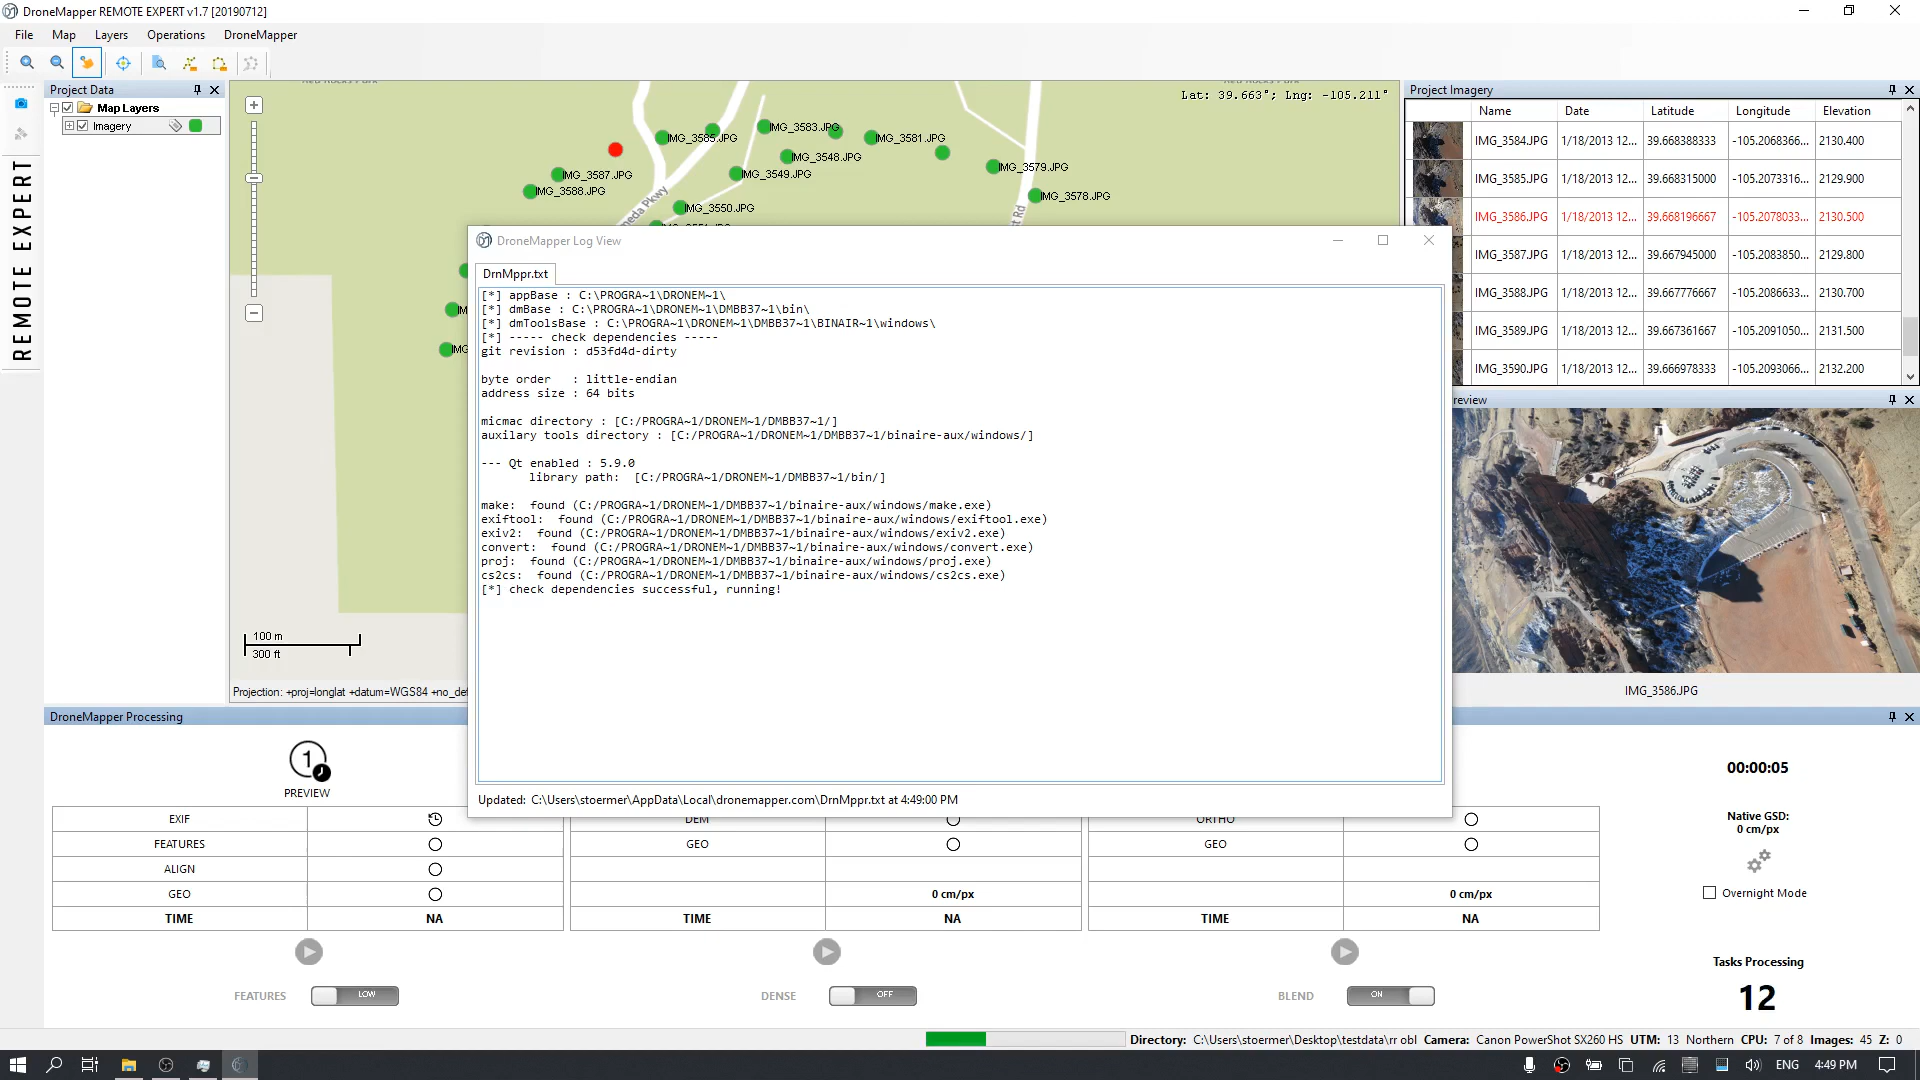 DroneMapper REMOTE EXPERT v1.7 [20190712]
File Map Layers Operations DroneMapper
REMOTE EXPERT
Project Data
Map Layers
Imagery
Lat: 39.663°; Lng: -105.211°
IMG_3585.JPG
IMG_3583.JPG
IMG_3581.JPG
IMG_3548.JPG
IMG_3579.JPG
IMG_3587.JPG
IMG_3549.JPG
IMG_3588.JPG
IMG_3578.JPG
IMG_3550.JPG
100 m
300 ft
Projection: +proj=longlat +datum=WGS84
Project Imagery
Name Date Latitude Longitude Elevation
IMG_3584.JPG 1/18/2013 12... 39.668388333 -105.2068366... 2130.400
IMG_3585.JPG 1/18/2013 12... 39.668315000 -105.2073316... 2129.900
IMG_3586.JPG 1/18/2013 12... 39.668196667 -105.2078033... 2130.500
IMG_3587.JPG 1/18/2013 12... 39.667945000 -105.2083850... 2129.800
IMG_3588.JPG 1/18/2013 12... 39.667776667 -105.2086633... 2130.700
IMG_3589.JPG 1/18/2013 12... 39.667361667 -105.2091050... 2131.500
IMG_3590.JPG 1/18/2013 12... 39.666978333 -105.2093066... 2132.200
IMG_3586.JPG
DroneMapper Log View
DrnMppr.txt
[*] appBase : C:\PROGRA~1\DRONEM~1\
[*] dmBase : C:\PROGRA~1\DRONEM~1\DMBB37~1\bin\
[*] dmToolsBase : C:\PROGRA~1\DRONEM~1\DMBB37~1\BINAIR~1\windows\
[*] ----- check dependencies -----
git revision : d53fd4d-dirty
byte order : little-endian
address size : 64 bits
micmac directory : [C:/PROGRA~1/DRONEM~1/DMBB37~1/]
auxilary tools directory : [C:/PROGRA~1/DRONEM~1/DMBB37~1/binaire-aux/windows/]
--- Qt enabled : 5.9.0
library path: [C:/PROGRA~1/DRONEM~1/DMBB37~1/bin/]
make: found (C:/PROGRA~1/DRONEM~1/DMBB37~1/binaire-aux/windows/make.exe)
exiftool: found (C:/PROGRA~1/DRONEM~1/DMBB37~1/binaire-aux/windows/exiftool.exe)
exiv2: found (C:/PROGRA~1/DRONEM~1/DMBB37~1/binaire-aux/windows/exiv2.exe)
convert: found (C:/PROGRA~1/DRONEM~1/DMBB37~1/binaire-aux/windows/convert.exe)
proj: found (C:/PROGRA~1/DRONEM~1/DMBB37~1/binaire-aux/windows/proj.exe)
cs2cs: found (C:/PROGRA~1/DRONEM~1/DMBB37~1/binaire-aux/windows/cs2cs.exe)
[*] check dependencies successful, running!
Updated: C:\Users\stoermer\AppData\Local\dronemapper.com\DrnMppr.txt at 4:49:00 PM
DroneMapper Processing
1
PREVIEW
EXIF
FEATURES
ALIGN
GEO
TIME NA
DEM
GEO
0 cm/px
TIME NA
ORTHO
GEO
0 cm/px
TIME NA
FEATURES LOW
DENSE OFF
BLEND ON
00:00:05
Native GSD:
0 cm/px
Overnight Mode
Tasks Processing
12
Directory: C:\Users\stoermer\Desktop\testdata\rr obl Camera: Canon PowerShot SX260 HS UTM: 13 Northern CPU: 7 of 8 Images: 45 Z: 0
ENG 4:49 PM